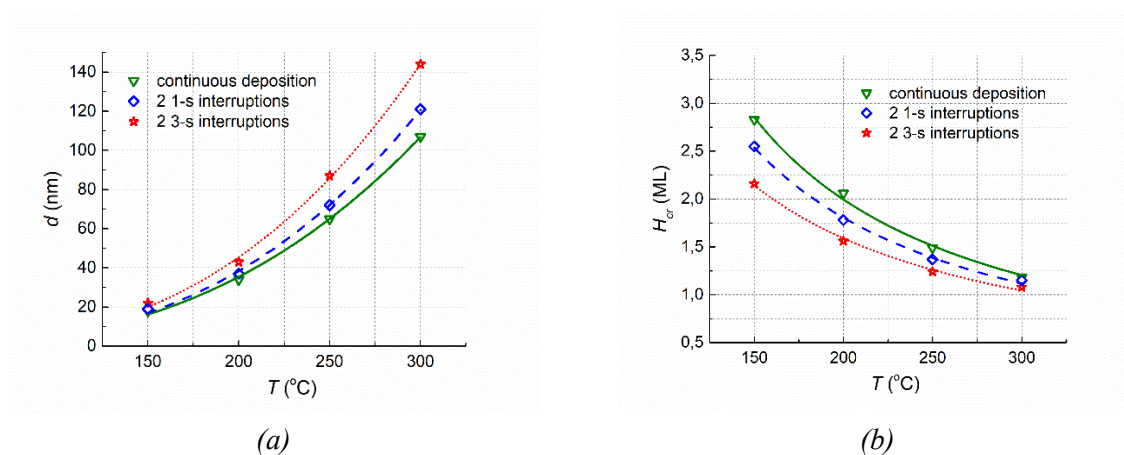 140
120
100
80
60
40
20
0
d (nm)
continuous deposition
2 1-s interruptions
2 3-s interruptions
150 200 250 300
T (°C)
(a)
3,5
3,0
2,5
2,0
1,5
1,0
0,5
H_cr (ML)
continuous deposition
2 1-s interruptions
2 3-s interruptions
150 200 250 300
T (°C)
(b)